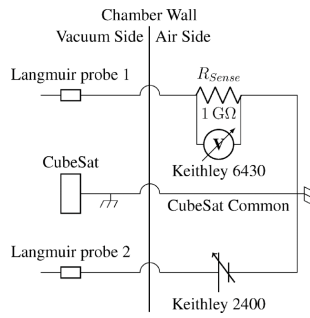 Chamber Wall
Vacuum Side Air Side
Langmuir probe 1
R_Sense
1 GΩ
V
Keithley 6430
CubeSat
CubeSat Common
Langmuir probe 2
Keithley 2400